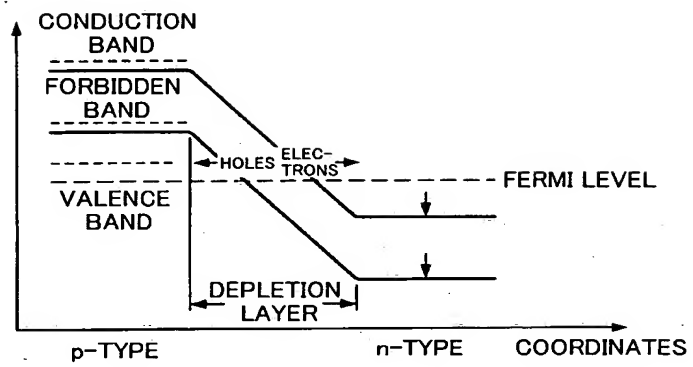 CONDUCTION
BAND
FORBIDDEN
BAND
HOLES
ELEC-
TRONS
FERMI LEVEL
VALENCE
BAND
DEPLETION
LAYER
p-TYPE
n-TYPE
COORDINATES